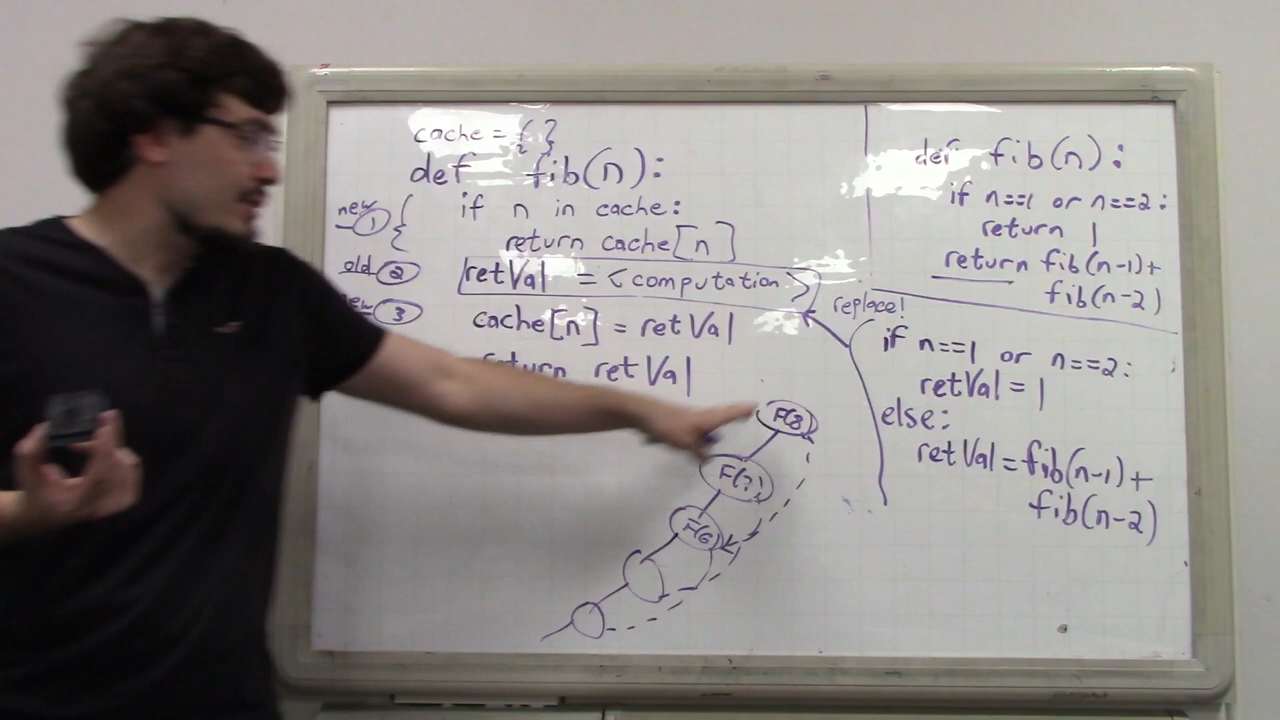 cache = { }
def fib(n):
new 1 { if n in cache:
return cache[n]
old 2 retVal = <computation>
new 3 cache[n] = retVal
return retVal
def fib(n):
if n==1 or n==2:
return 1
return fib(n-1)+
fib(n-2)
replace!
if n==1 or n==2:
retVal = 1
else:
retVal = fib(n-1)+
fib(n-2)
F(8)
F(7)
F(6)